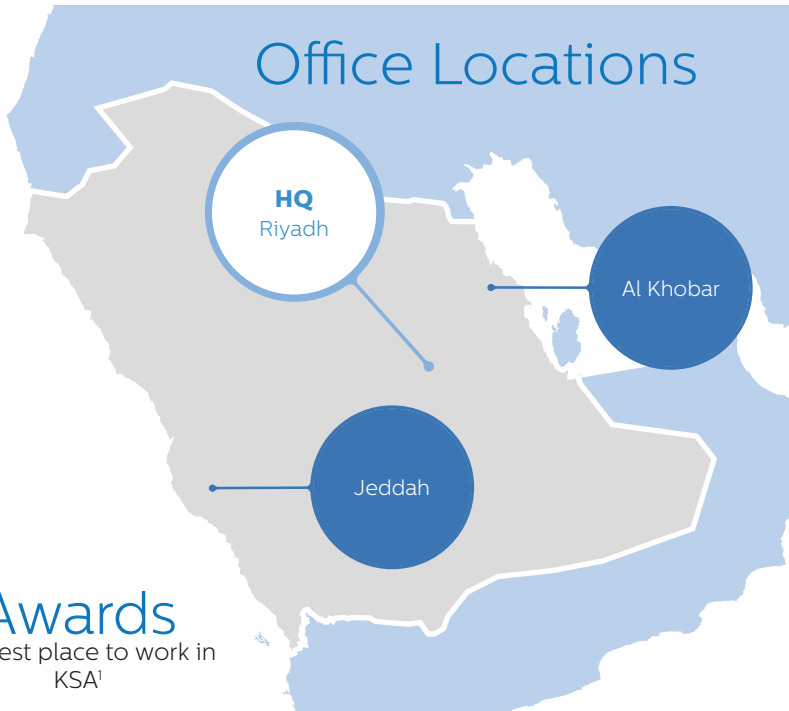 Office Locations
HQ
Riyadh
Al Khobar
Jeddah
Awards
est place to work in
KSA¹